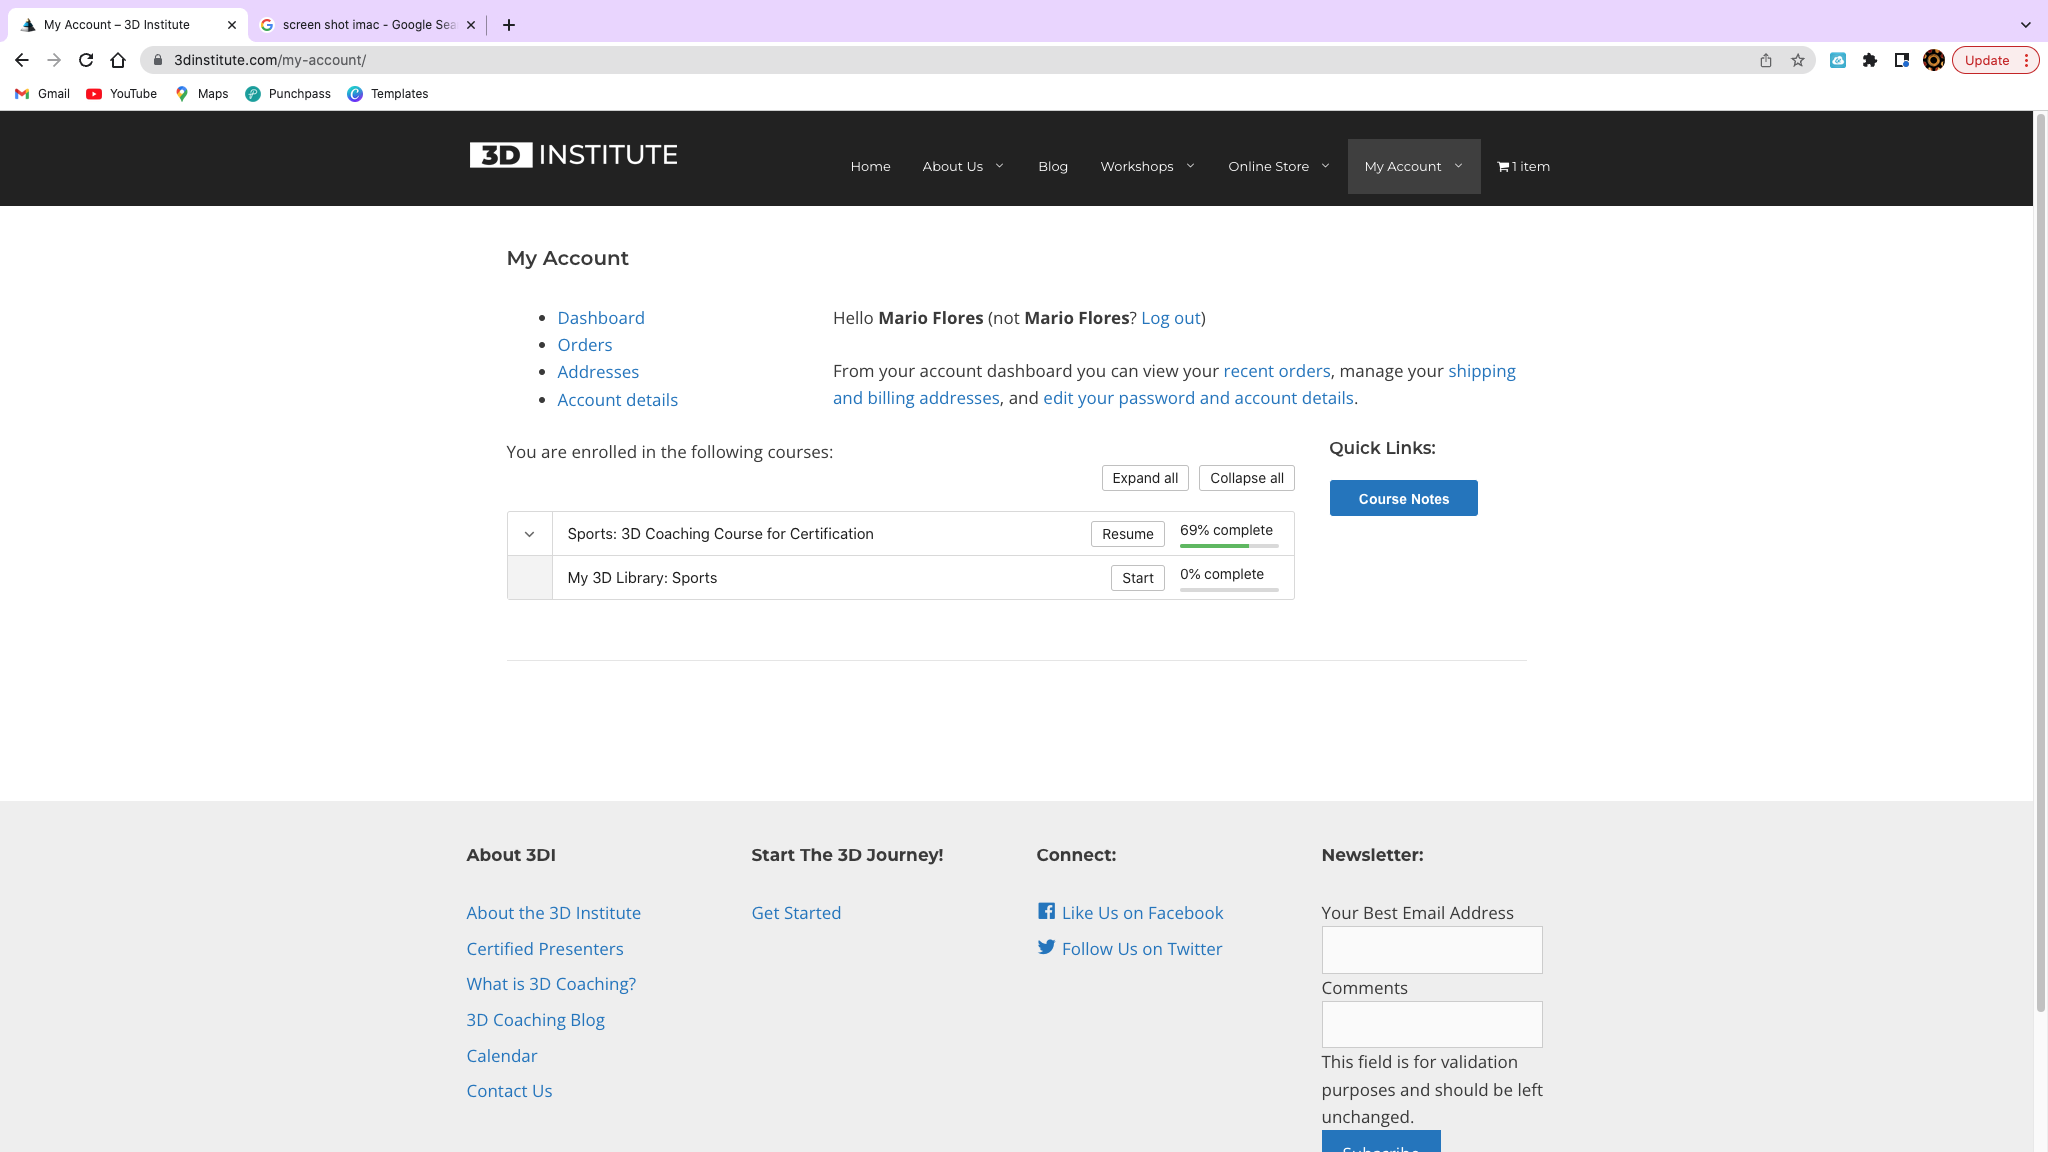 My Account – 3D Institute
screen shot imac - Google Sea
3dinstitute.com/my-account/
Update
Gmail
YouTube
Maps
Punchpass
Templates
3D INSTITUTE
Home
About Us
Blog
Workshops
Online Store
My Account
1 item
My Account
Dashboard
Orders
Addresses
Account details
Hello Mario Flores (not Mario Flores? Log out)
From your account dashboard you can view your recent orders, manage your shipping
and billing addresses, and edit your password and account details.
You are enrolled in the following courses:
Expand all
Collapse all
Sports: 3D Coaching Course for Certification
Resume
69% complete
My 3D Library: Sports
Start
0% complete
Quick Links:
Course Notes
About 3DI
About the 3D Institute
Certified Presenters
What is 3D Coaching?
3D Coaching Blog
Calendar
Contact Us
Start The 3D Journey!
Get Started
Connect:
Like Us on Facebook
Follow Us on Twitter
Newsletter:
Your Best Email Address
Comments
This field is for validation
purposes and should be left
unchanged.
Subscribe